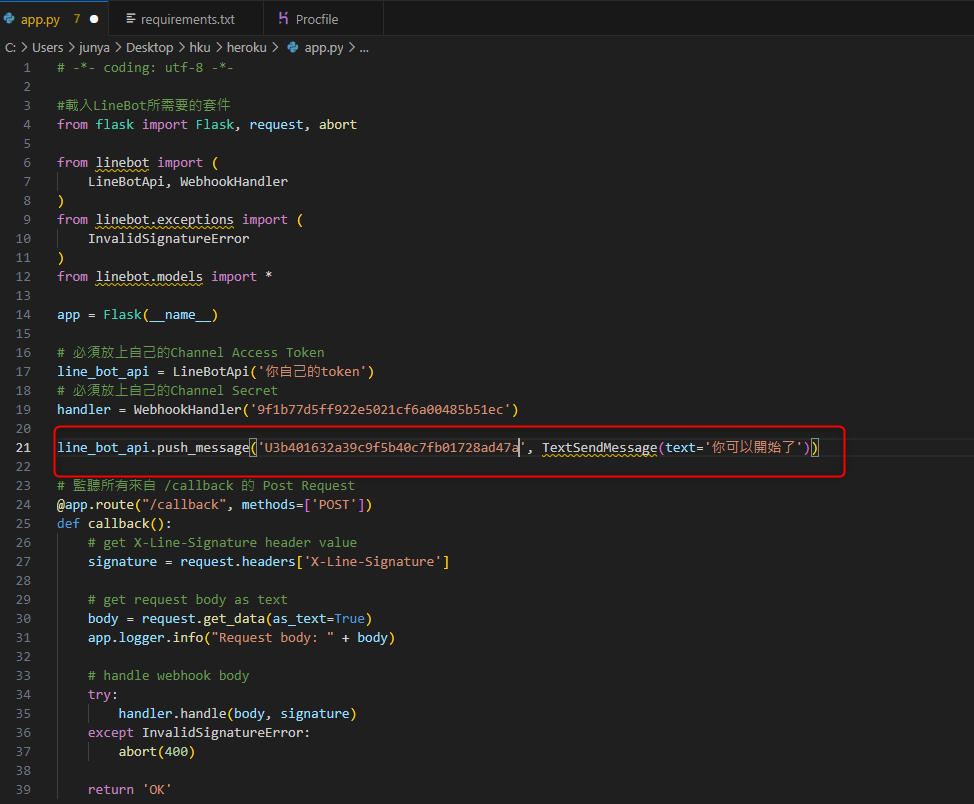 app.py 7
requirements.txt
Procfile
C: > Users > junya > Desktop > hku > heroku > app.py > ...
1 # -*- coding: utf-8 -*-
2
3 #載入LineBot所需要的套件
4 from flask import Flask, request, abort
5
6 from linebot import (
7     LineBotApi, WebhookHandler
8 )
9 from linebot.exceptions import (
10     InvalidSignatureError
11 )
12 from linebot.models import *
13
14 app = Flask(__name__)
15
16 # 必須放上自己的Channel Access Token
17 line_bot_api = LineBotApi('你自己的token')
18 # 必須放上自己的Channel Secret
19 handler = WebhookHandler('9f1b77d5ff922e5021cf6a00485b51ec')
20
21 line_bot_api.push_message('U3b401632a39c9f5b40c7fb01728ad47a', TextSendMessage(text='你可以開始了'))
22
23 # 監聽所有來自 /callback 的 Post Request
24 @app.route("/callback", methods=['POST'])
25 def callback():
26     # get X-Line-Signature header value
27     signature = request.headers['X-Line-Signature']
28
29     # get request body as text
30     body = request.get_data(as_text=True)
31     app.logger.info("Request body: " + body)
32
33     # handle webhook body
34     try:
35         handler.handle(body, signature)
36     except InvalidSignatureError:
37         abort(400)
38
39     return 'OK'